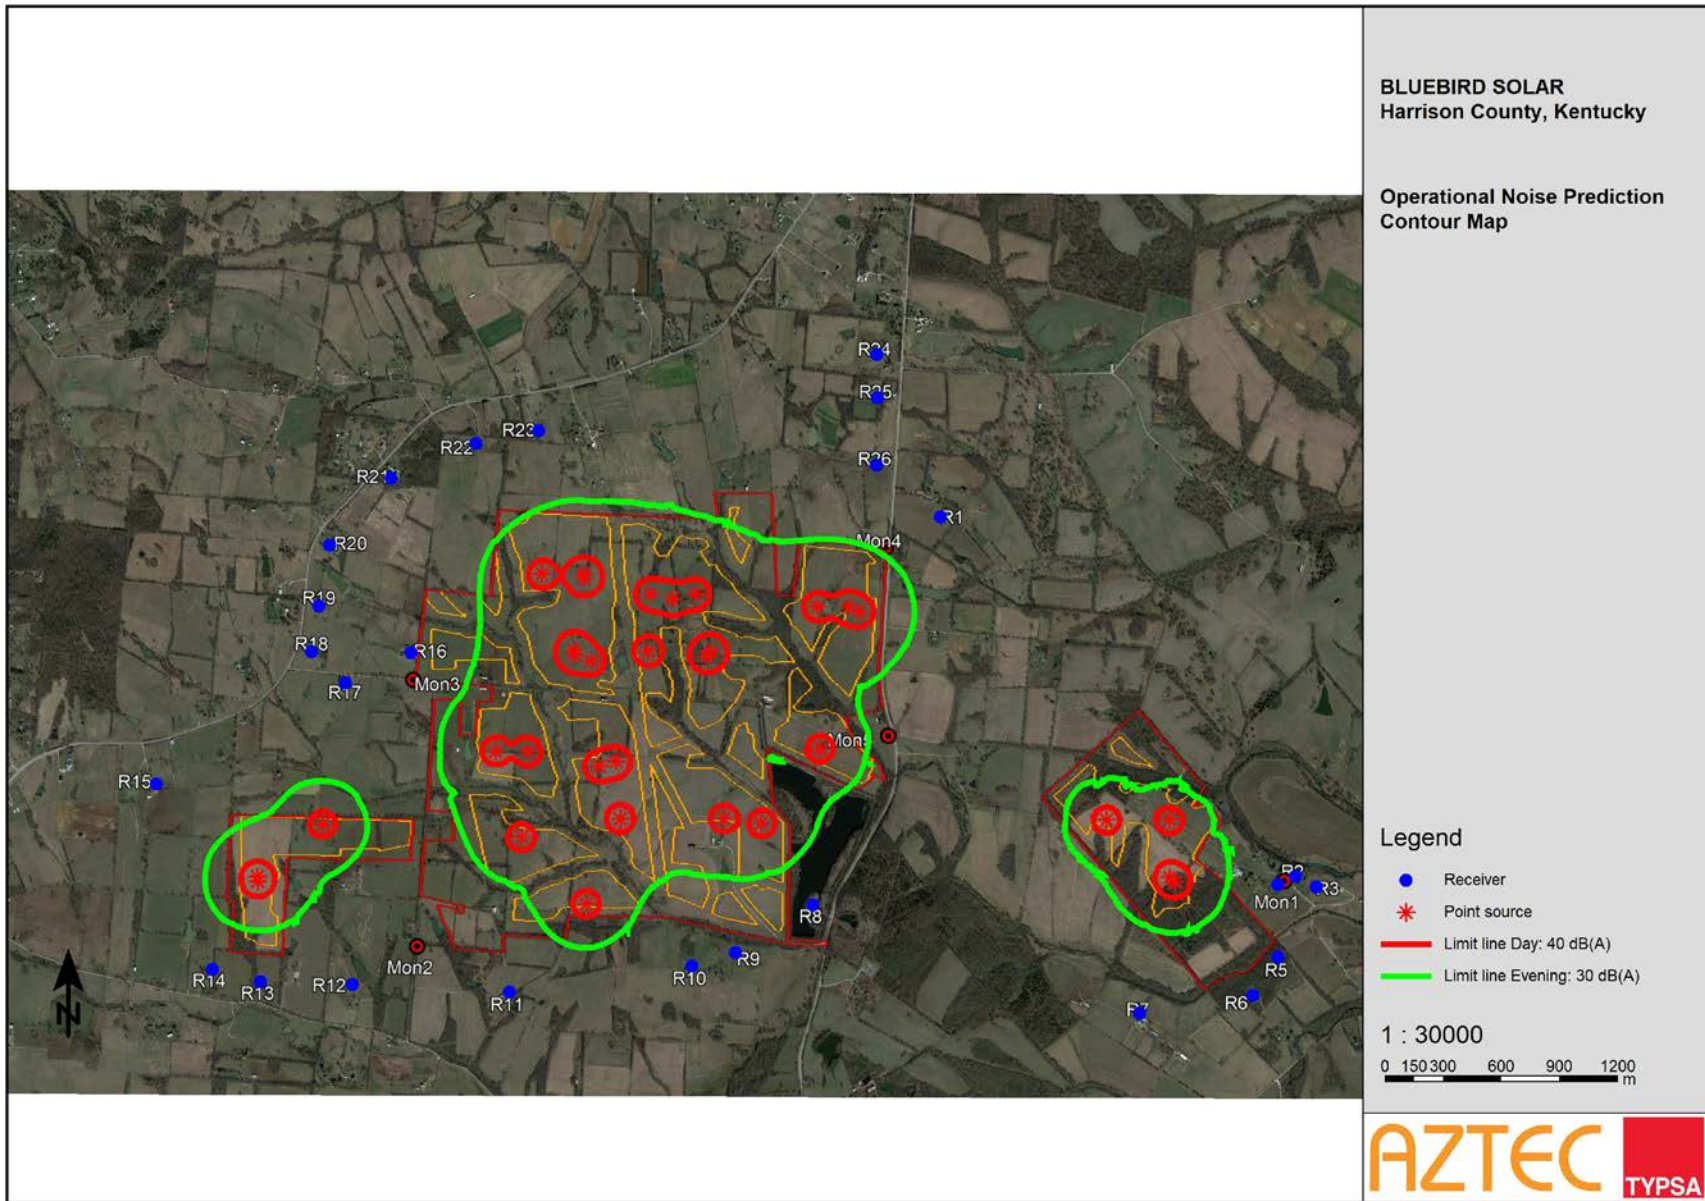 BLUEBIRD SOLAR
Harrison County, Kentucky
Operational Noise Prediction
Contour Map
R24
R25
R23
R22
R26
R21
R1
R20
Mon4
R19
R18
R16
R17
Mon3
Mon5
R15
R2
R3
Mon1
R8
R9
R10
Mon2
R5
R14
R13
R12
R11
R6
R7
N
Legend
Receiver
Point source
Limit line Day: 40 dB(A)
Limit line Evening: 30 dB(A)
1 : 30000
0 150 300 600 900 1200
m
AZTEC
TYPSA